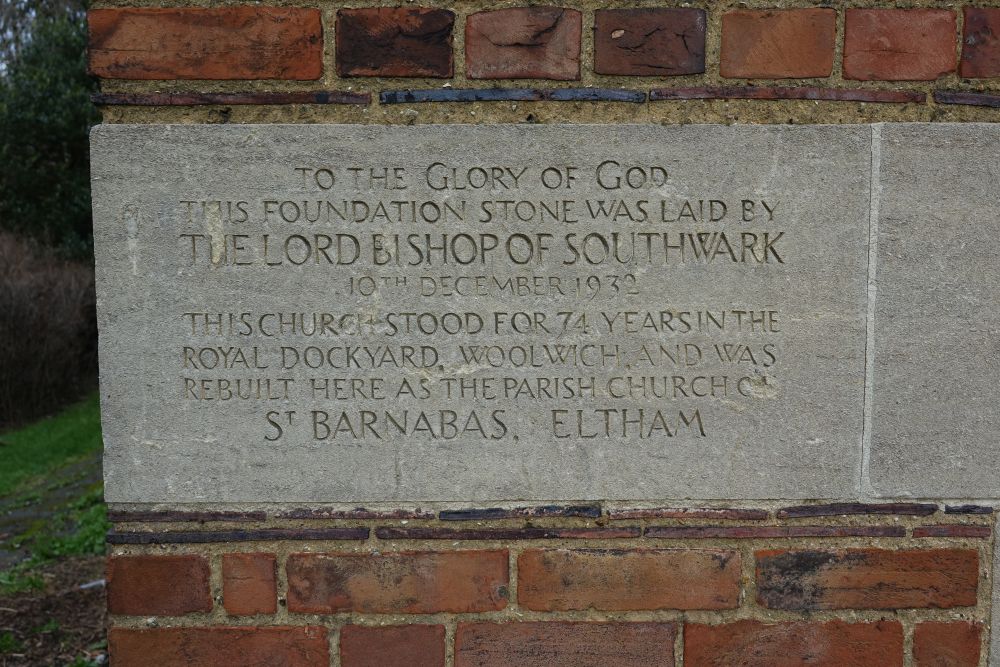 TO THE GLORY OF GOD
THIS FOUNDATION STONE WAS LAID BY
THE LORD BISHOP OF SOUTHWARK
10TH DECEMBER 1932
THIS CHURCH STOOD FOR 74 YEARS IN THE
ROYAL DOCKYARD, WOOLWICH, AND WAS
REBUILT HERE AS THE PARISH CHURCH OF
ST BARNABAS, ELTHAM